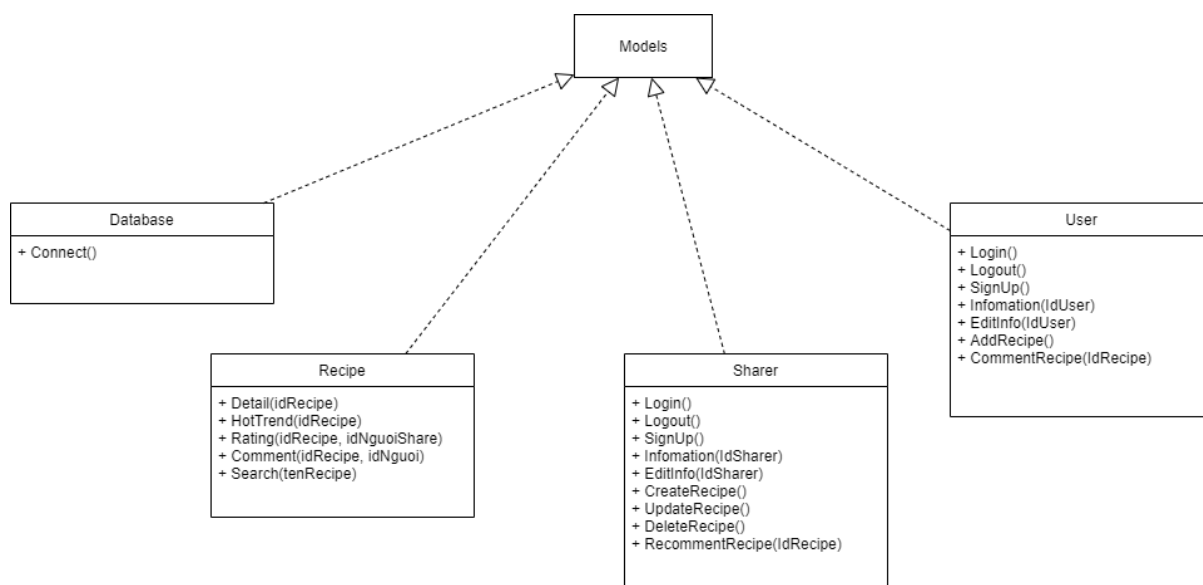 Models
Database
+ Connect()
Recipe
+ Detail(idRecipe)
+ HotTrend(idRecipe)
+ Rating(idRecipe, idNguoiShare)
+ Comment(idRecipe, idNguoi)
+ Search(tenRecipe)
Sharer
+ Login()
+ Logout()
+ SignUp()
+ Infomation(IdSharer)
+ EditInfo(IdSharer)
+ CreateRecipe()
+ UpdateRecipe()
+ DeleteRecipe()
+ RecommentRecipe(IdRecipe)
User
+ Login()
+ Logout()
+ SignUp()
+ Infomation(IdUser)
+ EditInfo(IdUser)
+ AddRecipe()
+ CommentRecipe(IdRecipe)